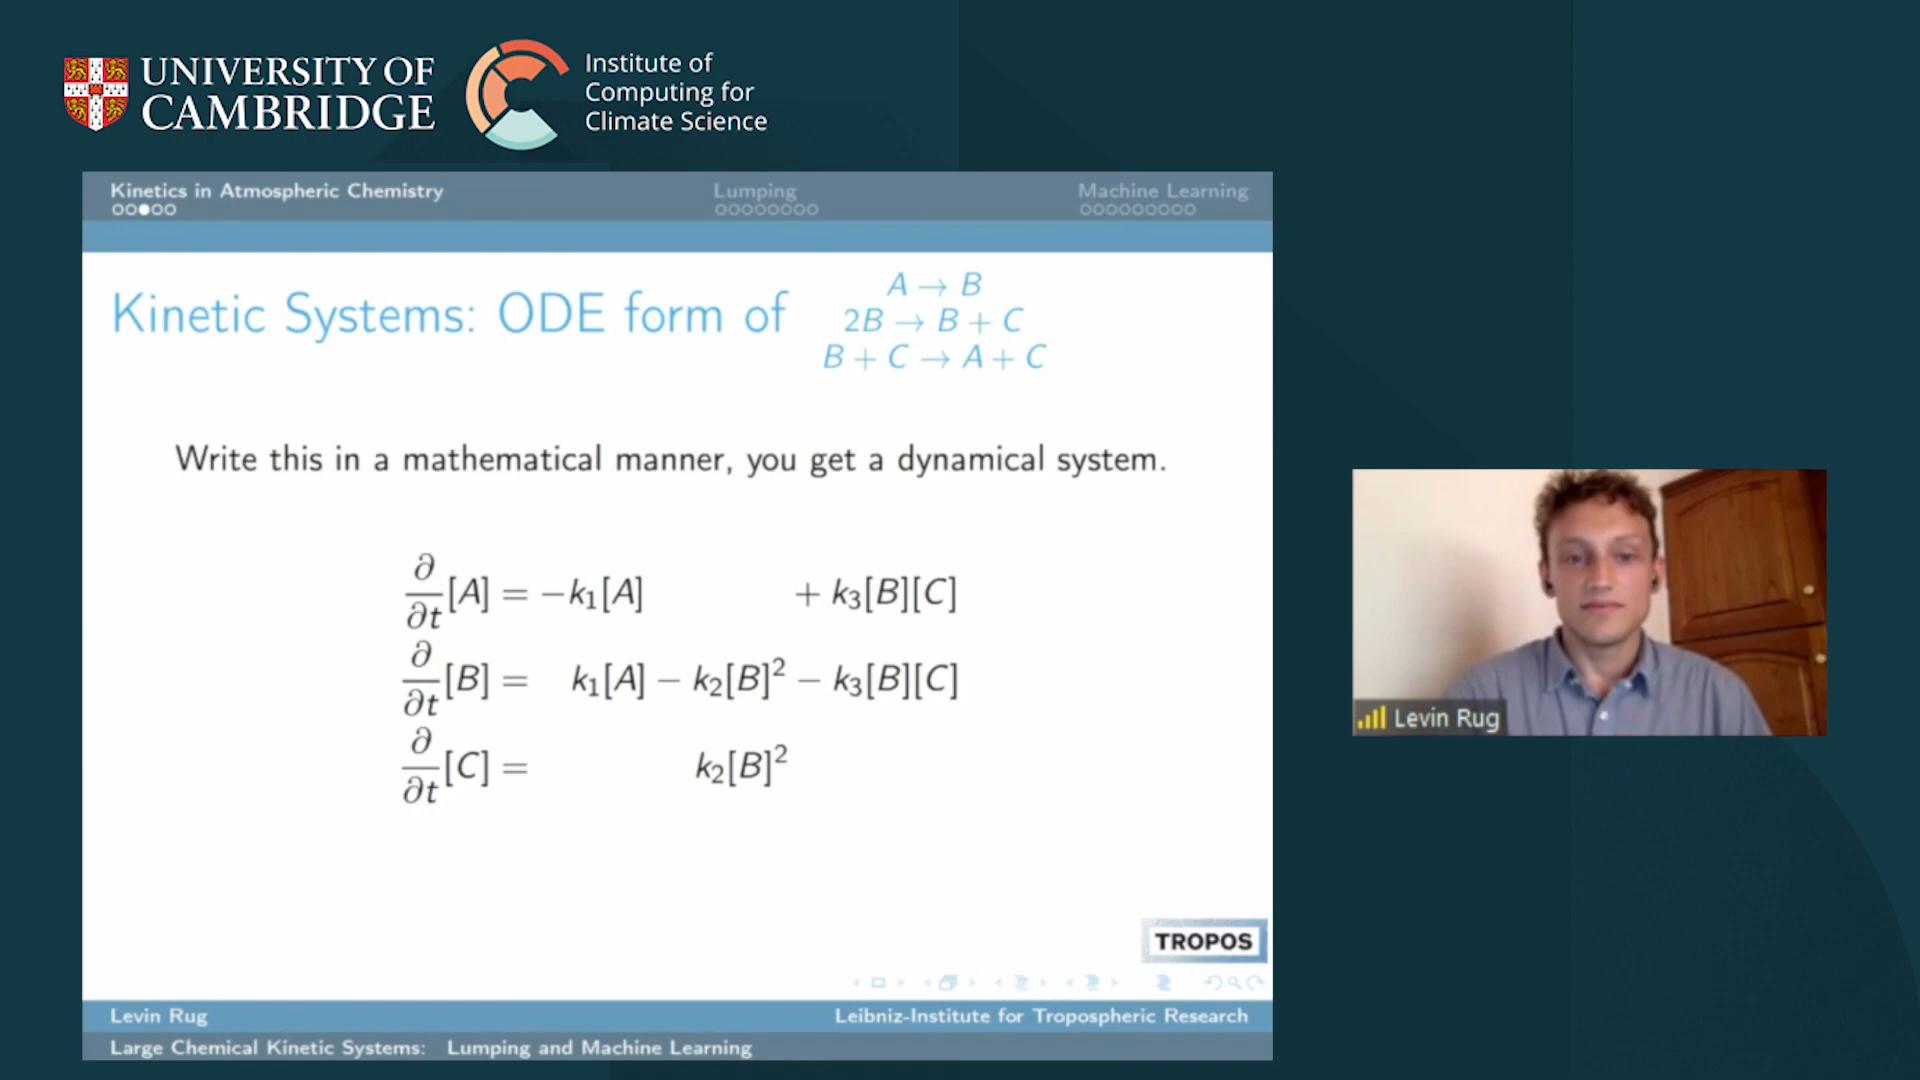 UNIVERSITY OF
CAMBRIDGE
Institute of
Computing for
Climate Science
Kinetics in Atmospheric Chemistry
Lumping
Machine Learning
Kinetic Systems: ODE form of
A → B
2B → B + C
B + C → A + C
Write this in a mathematical manner, you get a dynamical system.
∂/∂t [A] = −k₁[A] + k₃[B][C]
∂/∂t [B] = k₁[A] − k₂[B]² − k₃[B][C]
∂/∂t [C] = k₂[B]²
Levin Rug
TROPOS
Levin Rug Leibniz-Institute for Tropospheric Research
Large Chemical Kinetic Systems: Lumping and Machine Learning